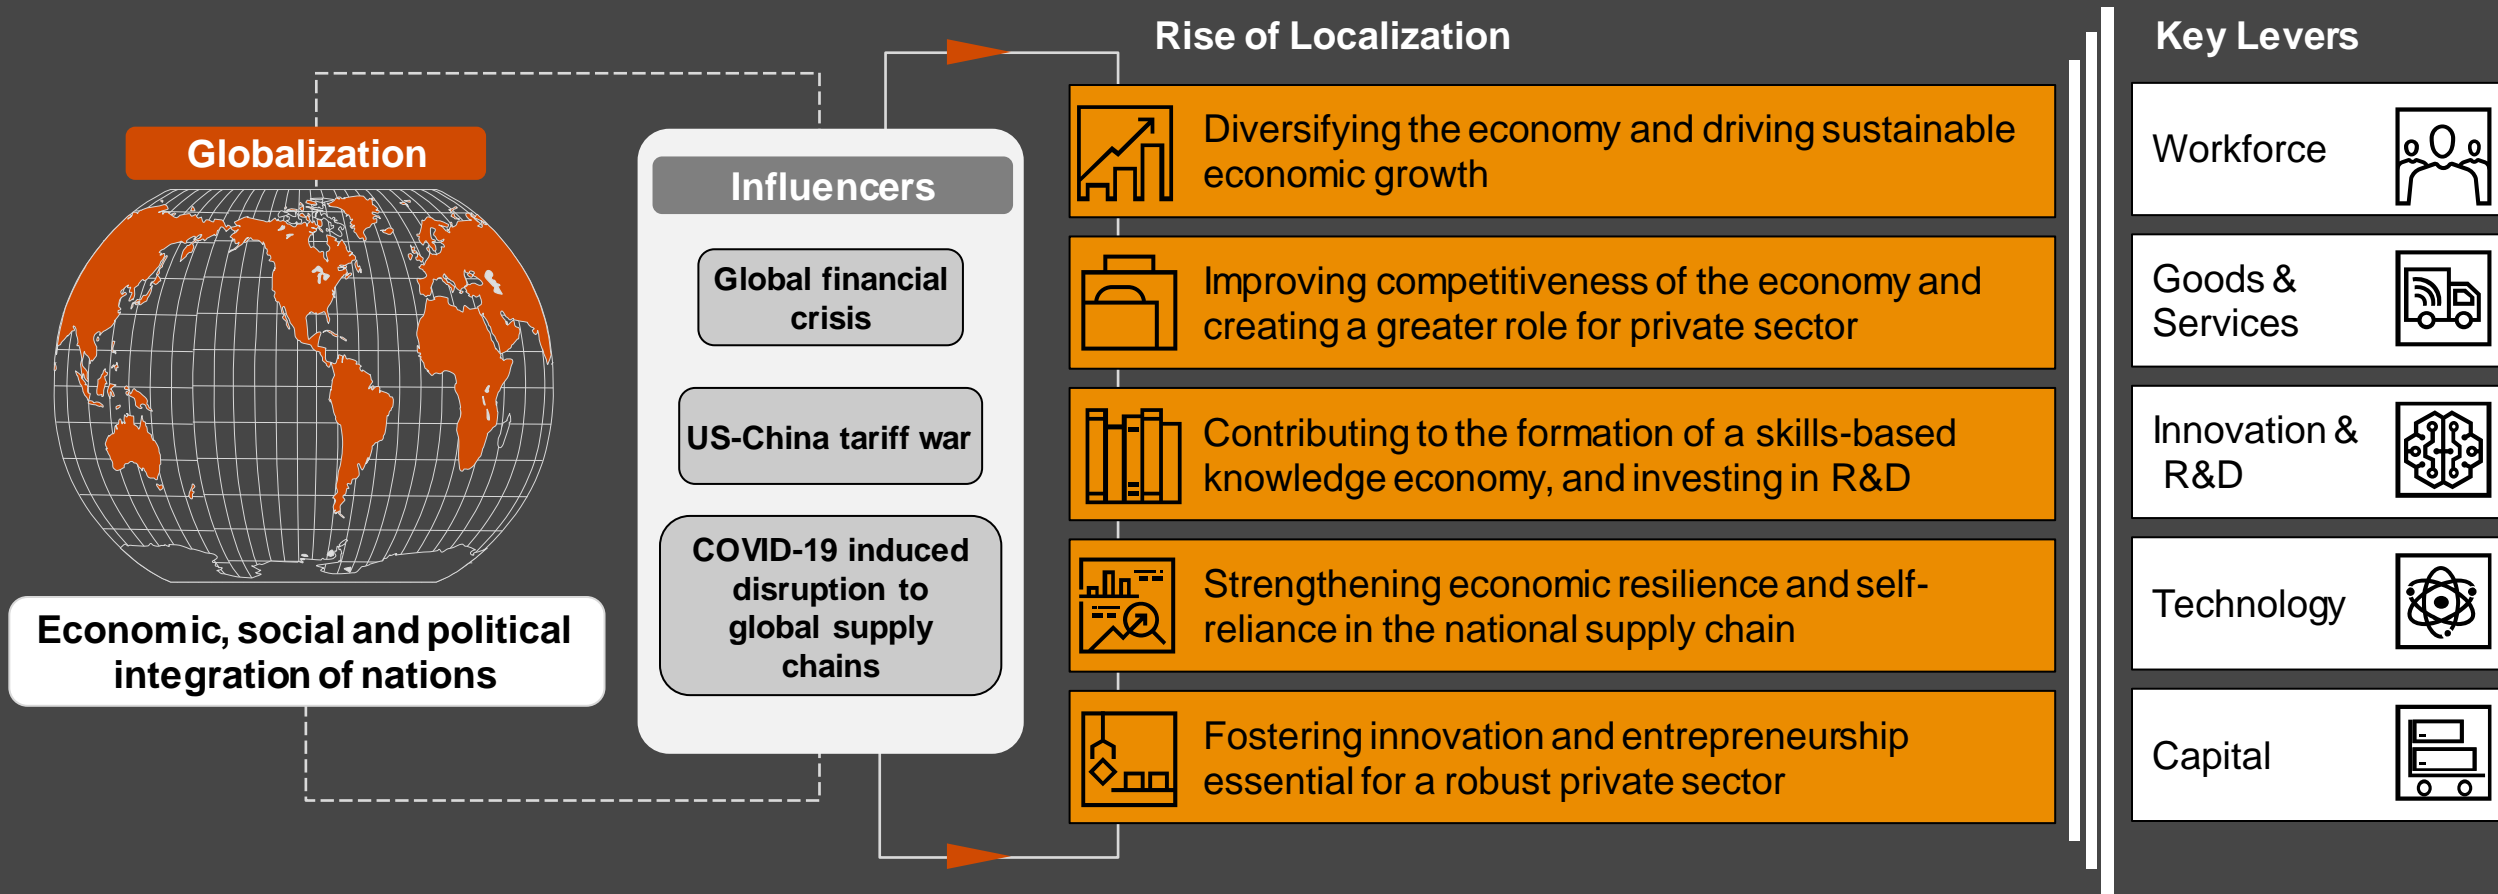 Globalization
Economic, social and political
integration of nations
Influencers
Global financial
crisis
US-China tariff war
COVID-19 induced
disruption to
global supply
chains
Rise of Localization
Diversifying the economy and driving sustainable
economic growth
Improving competitiveness of the economy and
creating a greater role for private sector
Contributing to the formation of a skills-based
knowledge economy, and investing in R&D
Strengthening economic resilience and self-
reliance in the national supply chain
Fostering innovation and entrepreneurship
essential for a robust private sector
Key Levers
Workforce
Goods &
Services
Innovation &
R&D
Technology
Capital